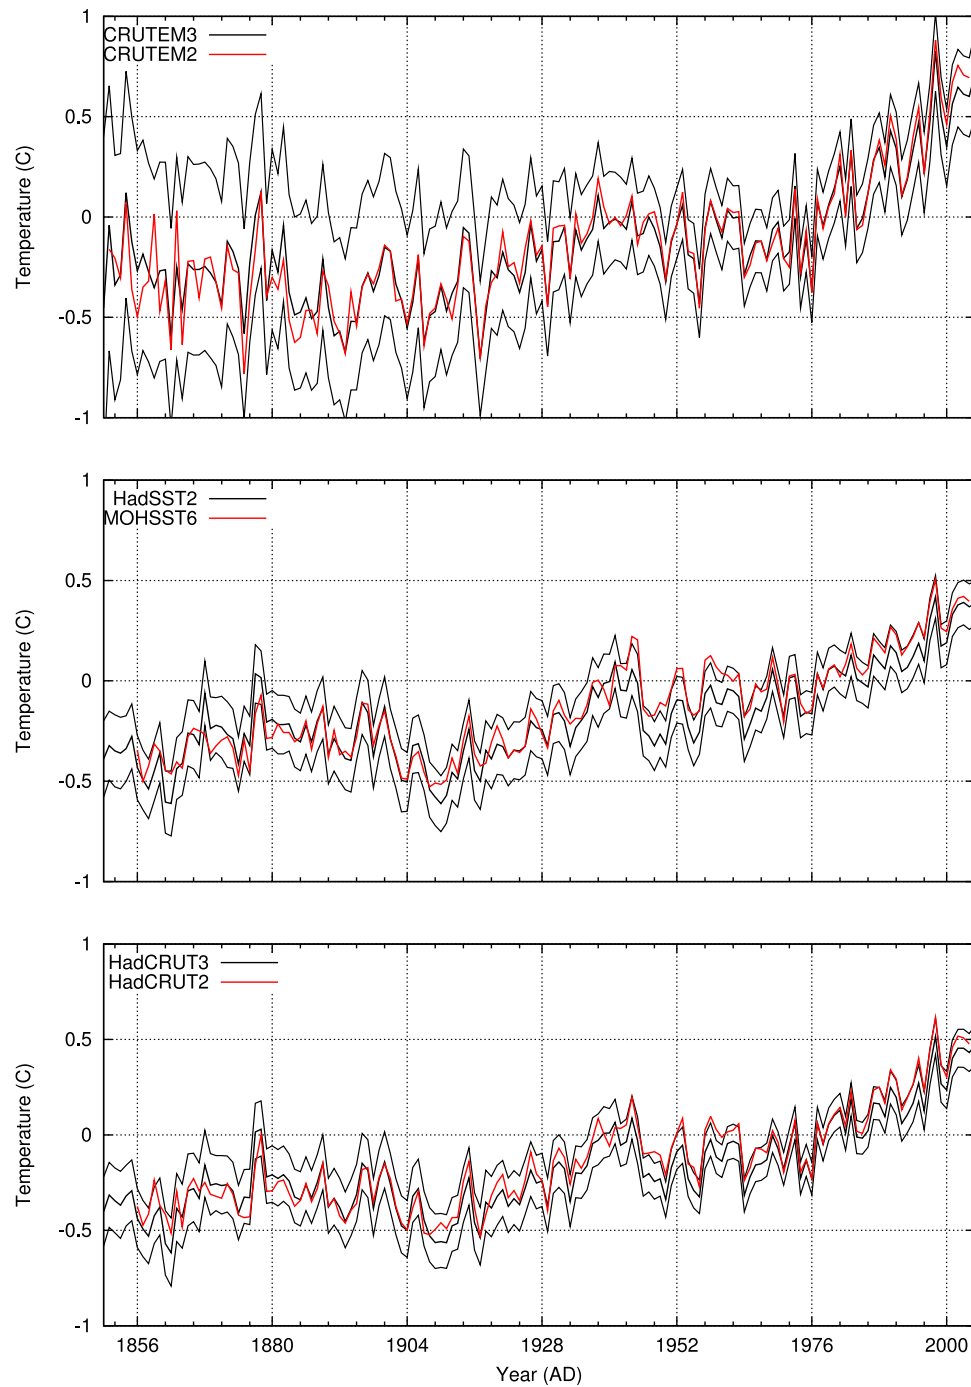 1
CRUTEM3
CRUTEM2
0.5
Temperature (C)
0
-0.5
-1
1
HadSST2
MOHSST6
0.5
Temperature (C)
0
-0.5
-1
1
HadCRUT3
HadCRUT2
0.5
Temperature (C)
0
-0.5
-1
1856 1880 1904 1928 1952 1976 2000
Year (AD)